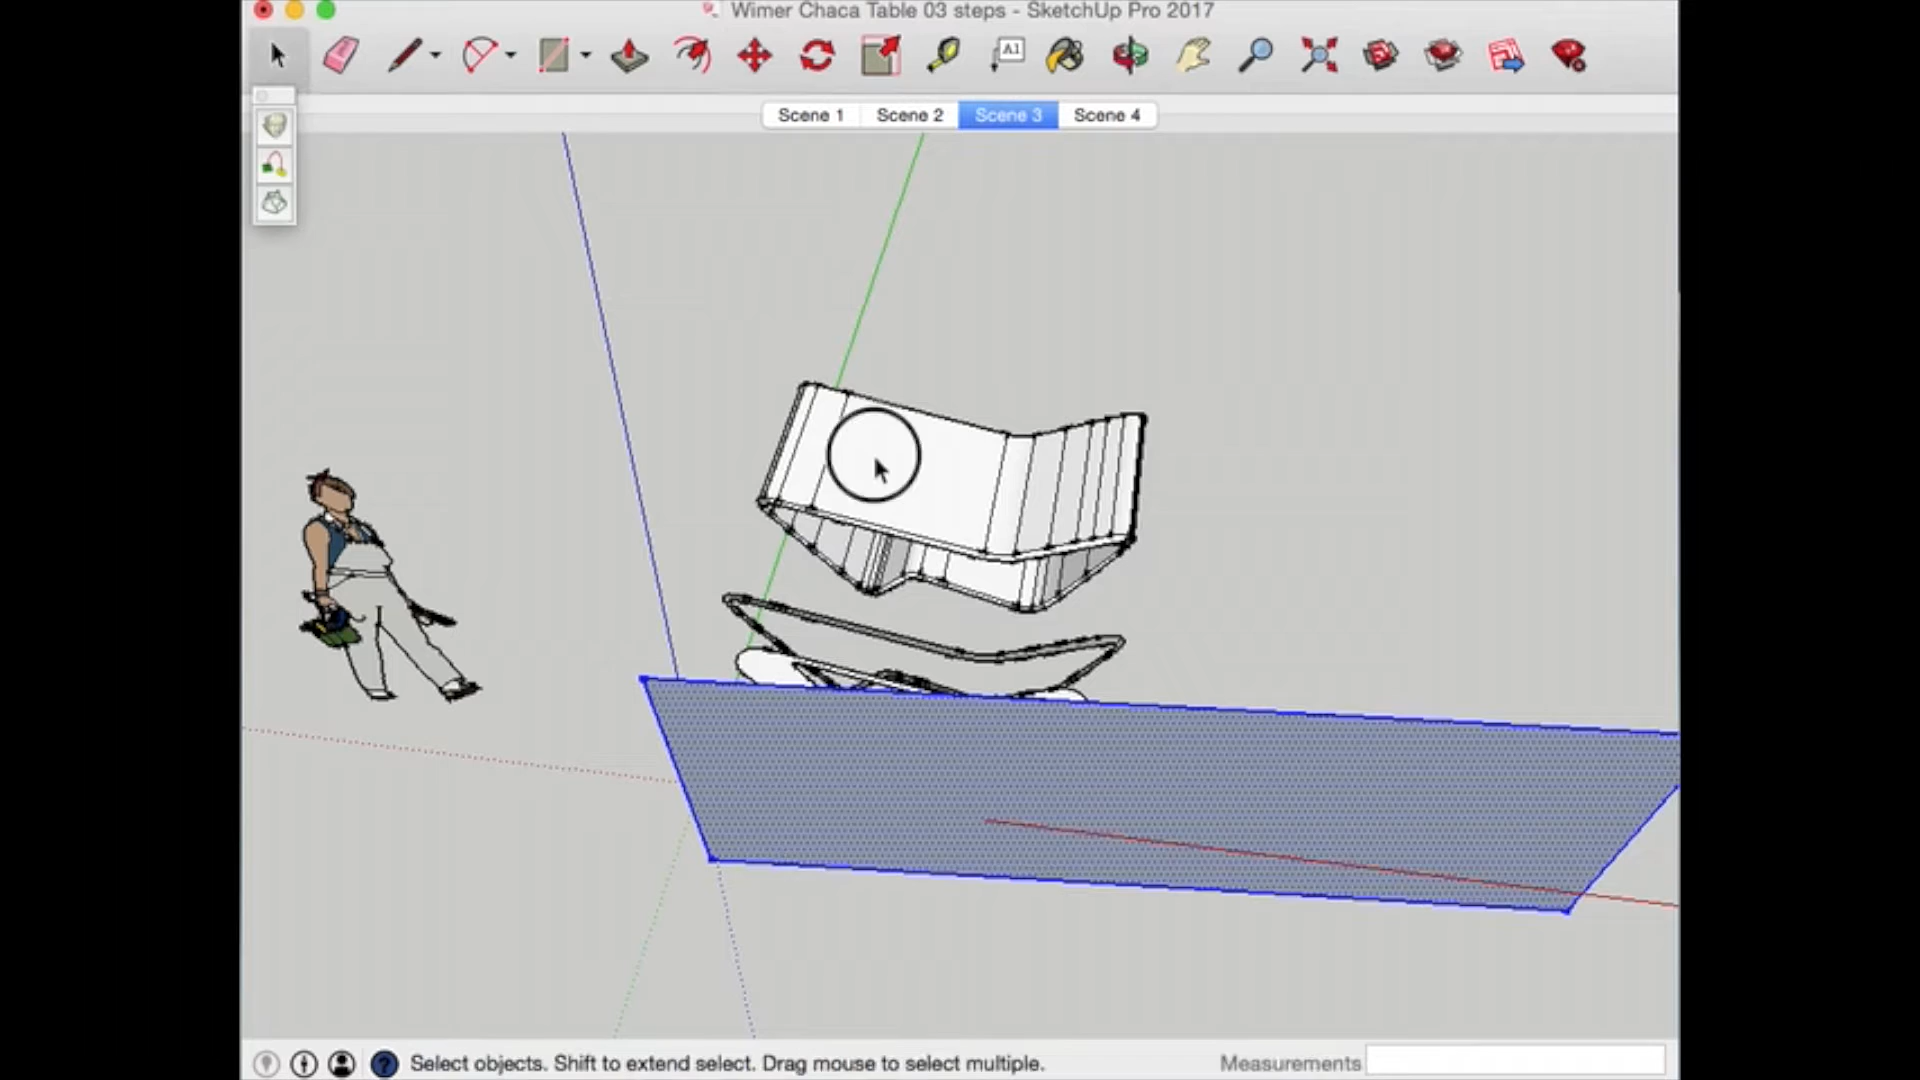 Wimer Chaca Table 03 steps - SketchUp Pro 2017
A1
Scene 1
Scene 2
Scene 3
Scene 4
?
Select objects. Shift to extend select. Drag mouse to select multiple.
Measurements